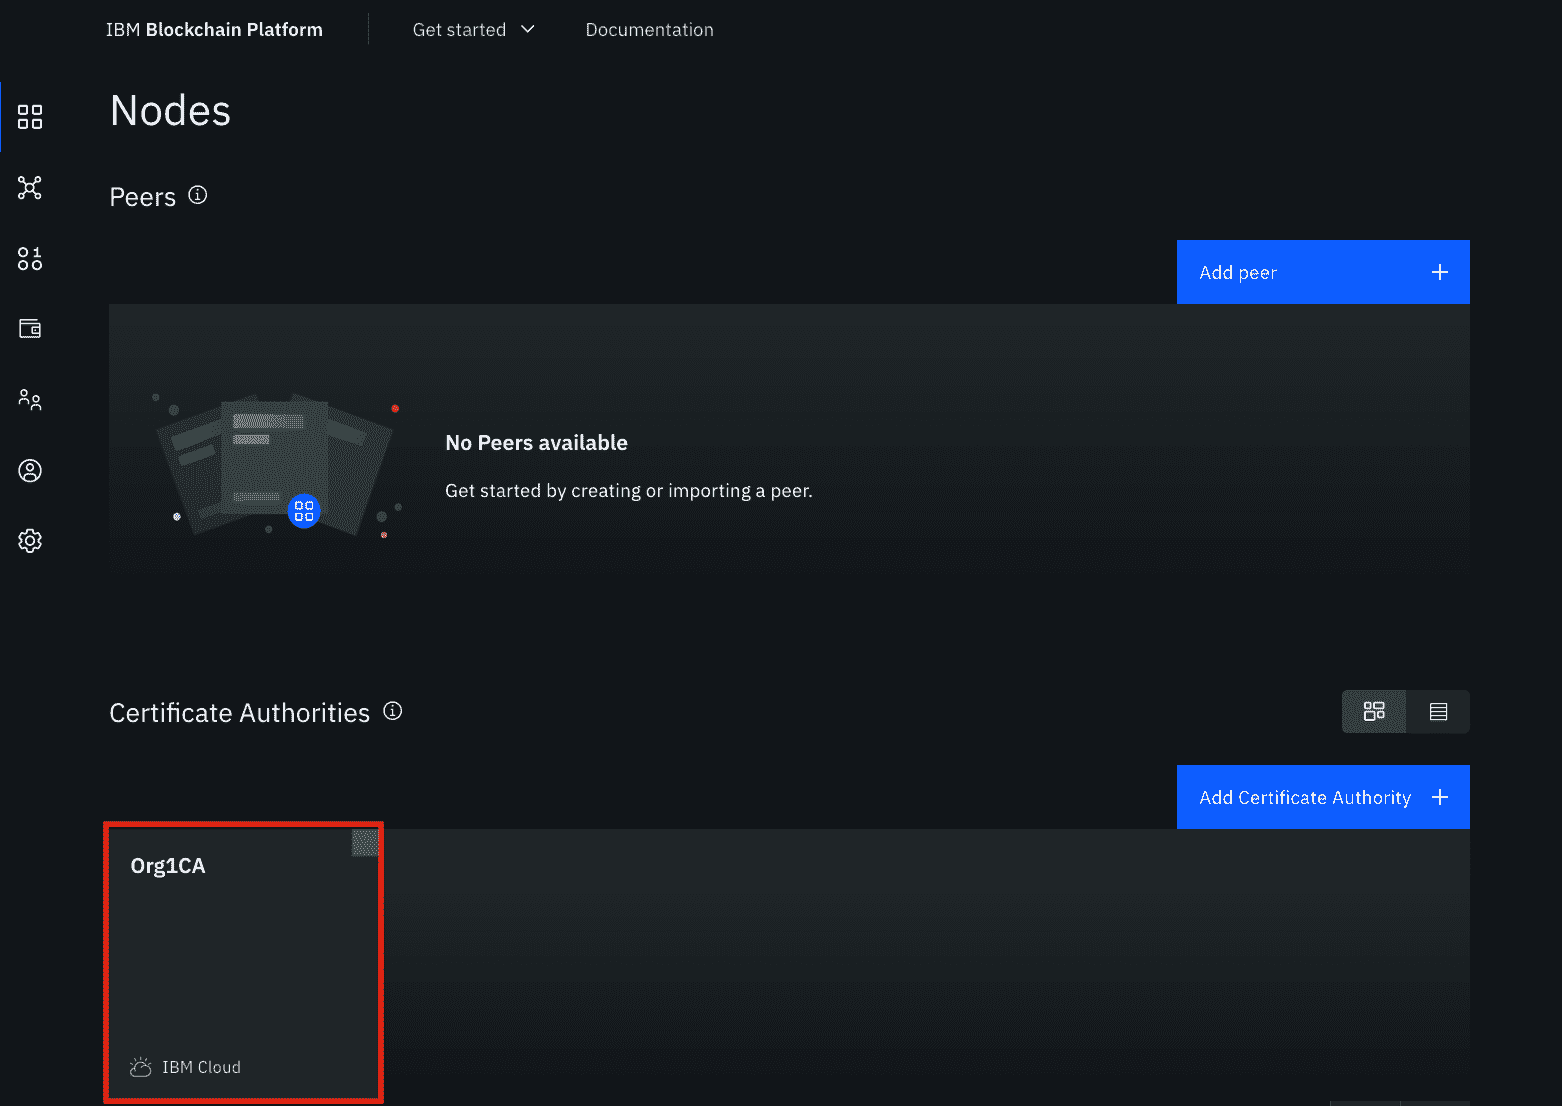 IBM Blockchain Platform
Get started
Documentation
Nodes
Peers
Add peer
No Peers available
Get started by creating or importing a peer.
Certificate Authorities
Add Certificate Authority
Org1CA
IBM Cloud